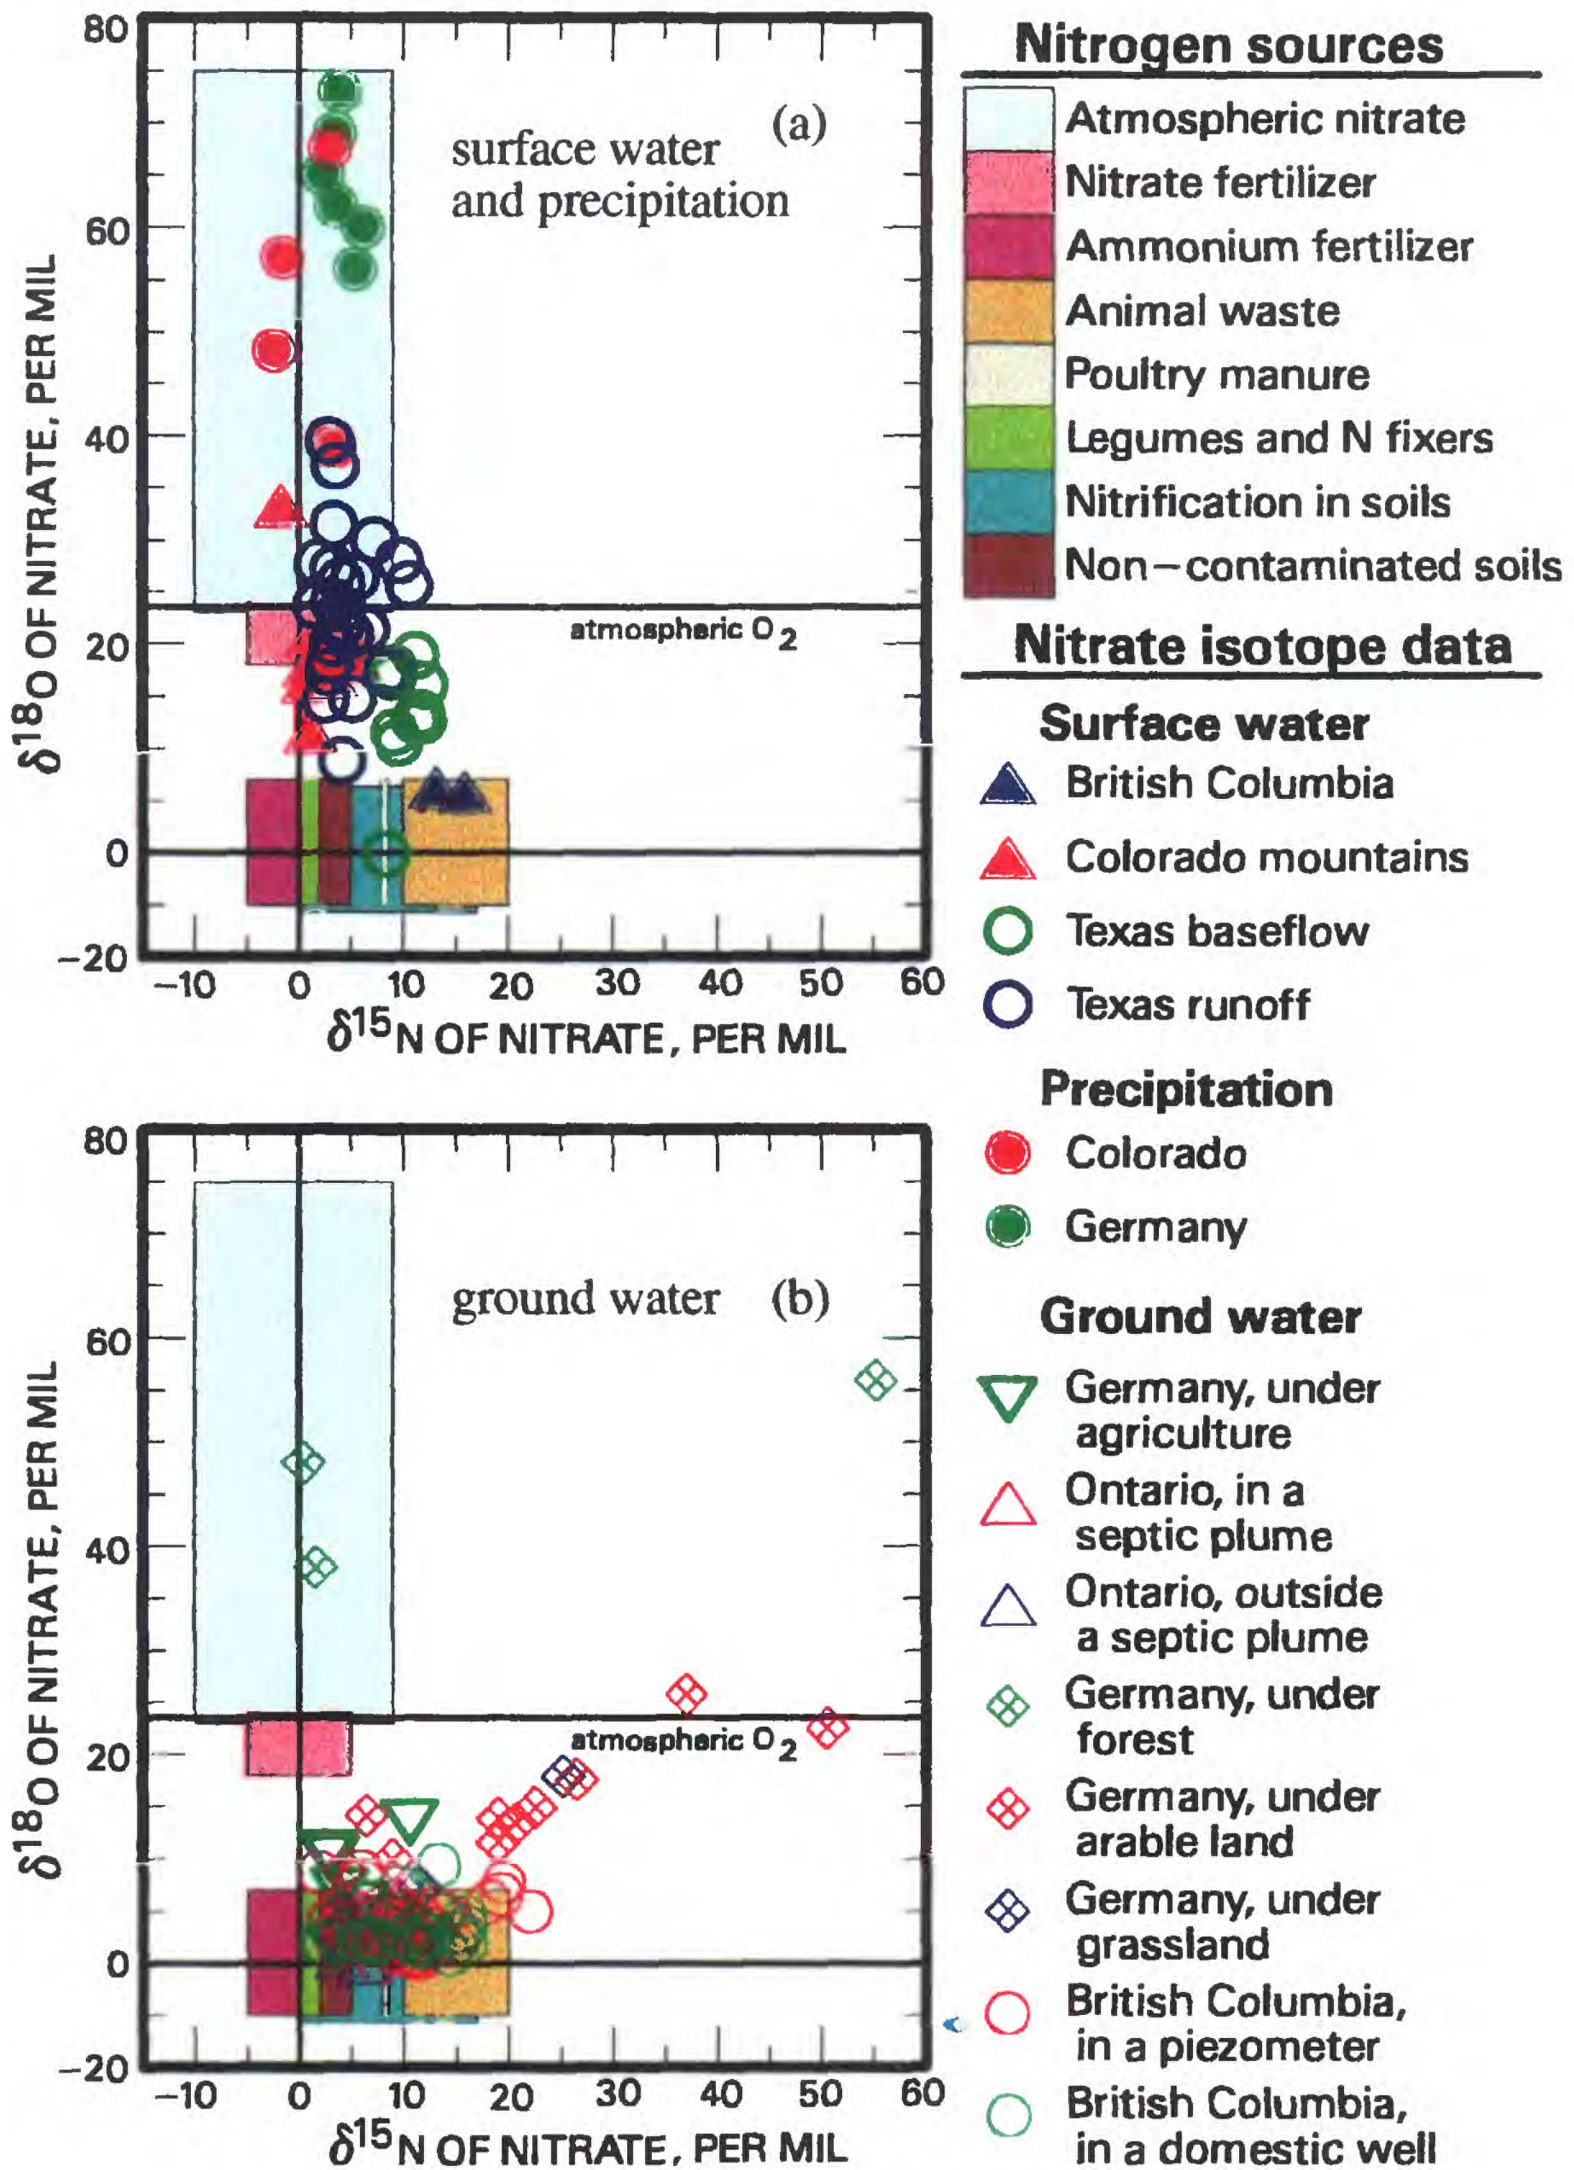 80
60
40
20
0
−20
δ18O OF NITRATE, PER MIL
(a)
surface water
and precipitation
atmospheric O2
−10 0 10 20 30 40 50 60
δ15N OF NITRATE, PER MIL
80
60
40
20
0
−20
δ18O OF NITRATE, PER MIL
ground water (b)
atmospheric O2
−10 0 10 20 30 40 50 60
δ15N OF NITRATE, PER MIL
Nitrogen sources
Atmospheric nitrate
Nitrate fertilizer
Ammonium fertilizer
Animal waste
Poultry manure
Legumes and N fixers
Nitrification in soils
Non−contaminated soils
Nitrate isotope data
Surface water
British Columbia
Colorado mountains
Texas baseflow
Texas runoff
Precipitation
Colorado
Germany
Ground water
Germany, under
agriculture
Ontario, in a
septic plume
Ontario, outside
a septic plume
Germany, under
forest
Germany, under
arable land
Germany, under
grassland
British Columbia,
in a piezometer
British Columbia,
in a domestic well